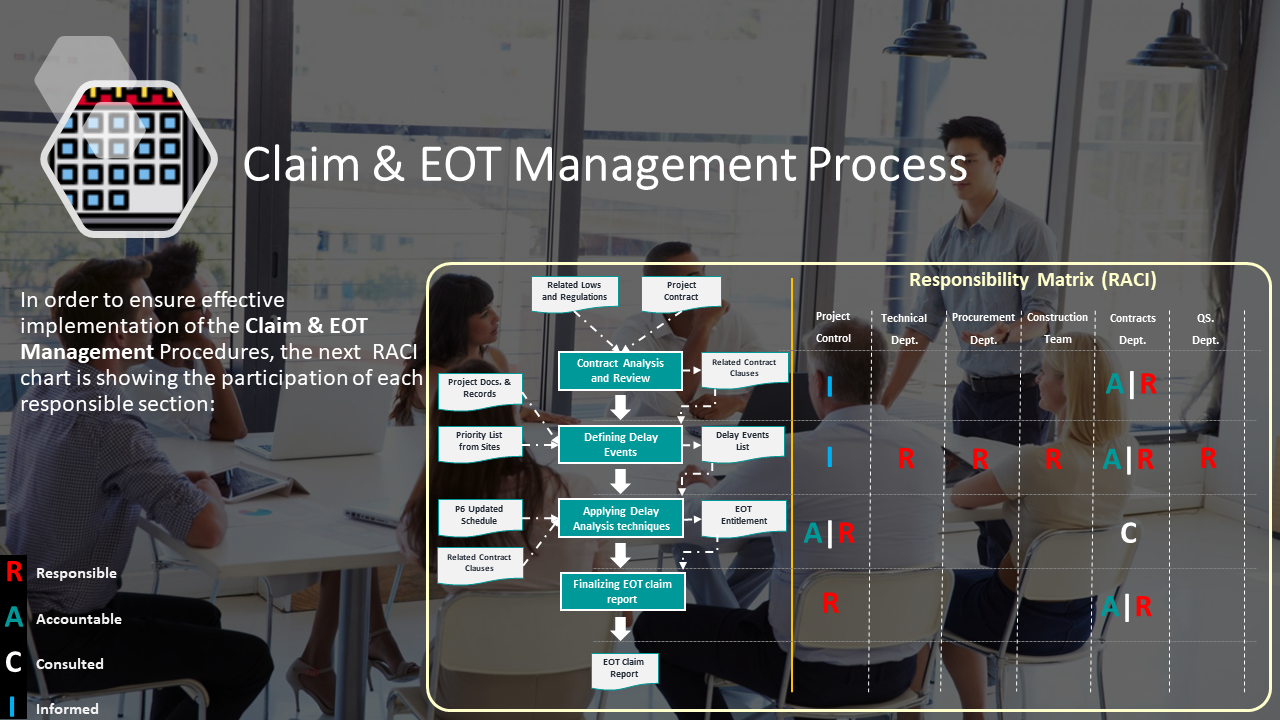 Claim & EOT Management Process
In order to ensure effective
implementation of the Claim & EOT
Management Procedures, the next RACI
chart is showing the participation of each
responsible section:
R Responsible
A Accountable
C Consulted
I Informed
Related Lows
and Regulations
Project
Contract
Contract Analysis
and Review
Related Contract
Clauses
Project Docs. &
Records
Priority List
from Sites
Defining Delay
Events
Delay Events
List
P6 Updated
Schedule
Applying Delay
Analysis techniques
EOT
Entitlement
Related Contract
Clauses
Finalizing EOT claim
report
EOT Claim
Report
Responsibility Matrix (RACI)
Project
Control
Technical
Dept.
Procurement
Dept.
Construction
Team
Contracts
Dept.
QS.
Dept.
I A|R
I R R R A|R R
A|R C
R A|R